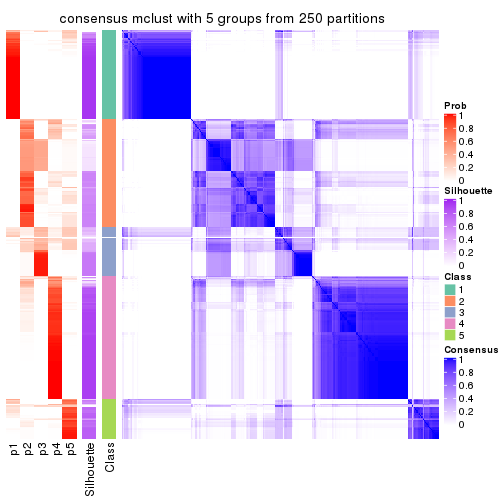 consensus mclust with 5 groups from 250 partitions
Prob
1
0.8
0.6
0.4
0.2
0
Silhouette
1
0.8
0.6
0.4
0.2
0
Class
1
2
3
4
5
Consensus
1
0.8
0.6
0.4
0.2
0
p1
p2
p3
p4
p5
Silhouette
Class